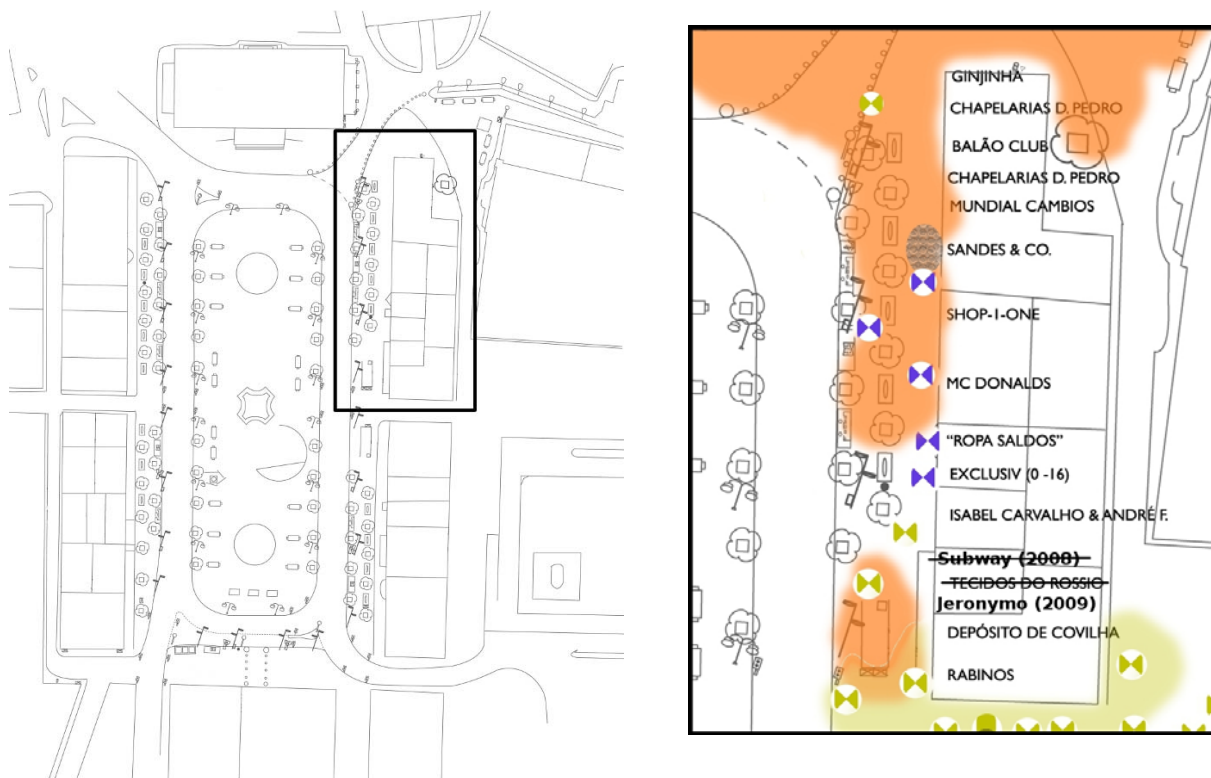 GINJINHA
CHAPELARIAS D. PEDRO
BALÃO CLUB
CHAPELARIAS D. PEDRO
MUNDIAL CAMBIOS
SANDES & CO.
SHOP-I-ONE
MC DONALDS
"ROPA SALDOS"
EXCLUSIV (0 -16)
ISABEL CARVALHO & ANDRÉ F.
Subway (2008)
TECIDOS DO ROSSIO
Jeronymo (2009)
DEPÓSITO DE COVILHA
RABINOS